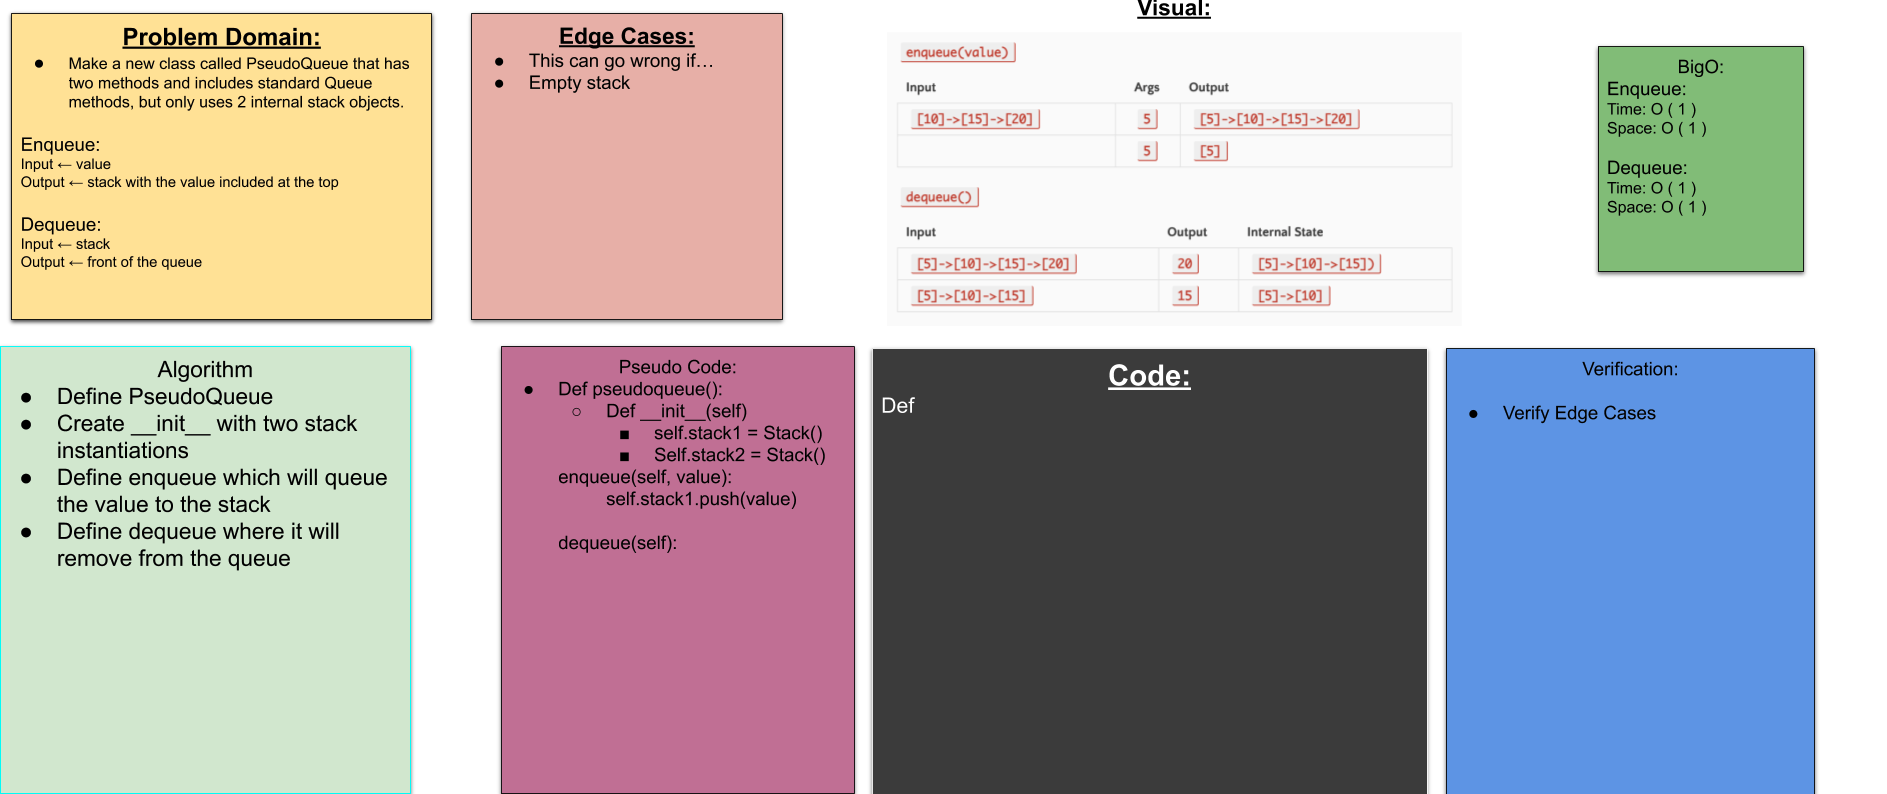 Problem Domain:
● Make a new class called PseudoQueue that has
two methods and includes standard Queue
methods, but only uses 2 internal stack objects.
Enqueue:
Input ← value
Output ← stack with the value included at the top
Dequeue:
Input ← stack
Output ← front of the queue
Edge Cases:
● This can go wrong if…
● Empty stack
Visual:
enqueue(value)
Input Args Output
[10]->[15]->[20] 5 [5]->[10]->[15]->[20]
5 [5]
dequeue()
Input Output Internal State
[5]->[10]->[15]->[20] 20 [5]->[10]->[15])
[5]->[10]->[15] 15 [5]->[10]
BigO:
Enqueue:
Time: O ( 1 )
Space: O ( 1 )
Dequeue:
Time: O ( 1 )
Space: O ( 1 )
Algorithm
● Define PseudoQueue
● Create __init__ with two stack
instantiations
● Define enqueue which will queue
the value to the stack
● Define dequeue where it will
remove from the queue
Pseudo Code:
● Def pseudoqueue():
○ Def __init__(self)
■ self.stack1 = Stack()
■ Self.stack2 = Stack()
enqueue(self, value):
self.stack1.push(value)
dequeue(self):
Code:
Def
Verification:
● Verify Edge Cases